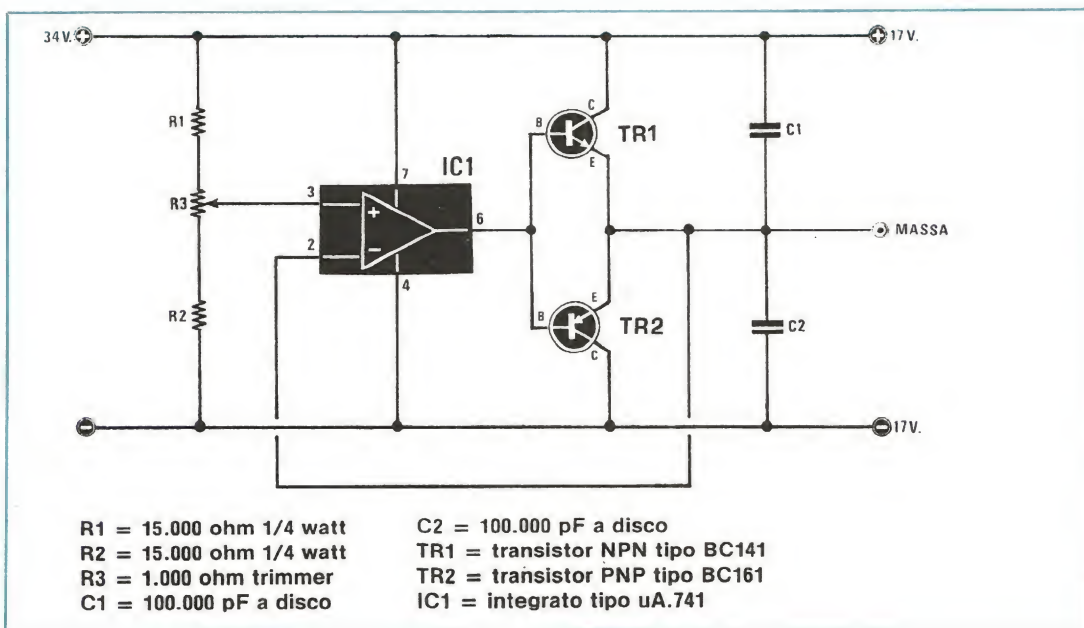 34V.
17V.
R1
C
B
TR1
C1
E
IC1
7
R3
3
+
6
2
−
MASSA
4
E
R2
B
TR2
C2
C
17V.
R1 = 15.000 ohm 1/4 watt
R2 = 15.000 ohm 1/4 watt
R3 = 1.000 ohm trimmer
C1 = 100.000 pF a disco
C2 = 100.000 pF a disco
TR1 = transistor NPN tipo BC141
TR2 = transistor PNP tipo BC161
IC1 = integrato tipo uA.741